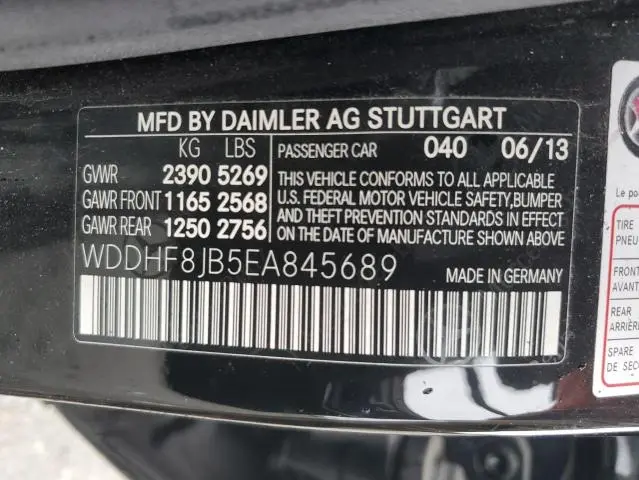 MFD BY DAIMLER AG STUTTGART
KG LBS
GVWR 2390 5269
GAWR FRONT 1165 2568
GAWR REAR 1250 2756
PASSENGER CAR 040 06/13
THIS VEHICLE CONFORMS TO ALL APPLICABLE
U.S. FEDERAL MOTOR VEHICLE SAFETY,BUMPER
AND THEFT PREVENTION STANDARDS IN EFFECT
ON THE DATE OF MANUFACTURE SHOWN ABOVE.
WDDHF8JB5EA845689
MADE IN GERMANY
Le po
TIRE
PNEU
FRONT
AVANT
REAR
ARRIÈRE
SPARE
DE SEC